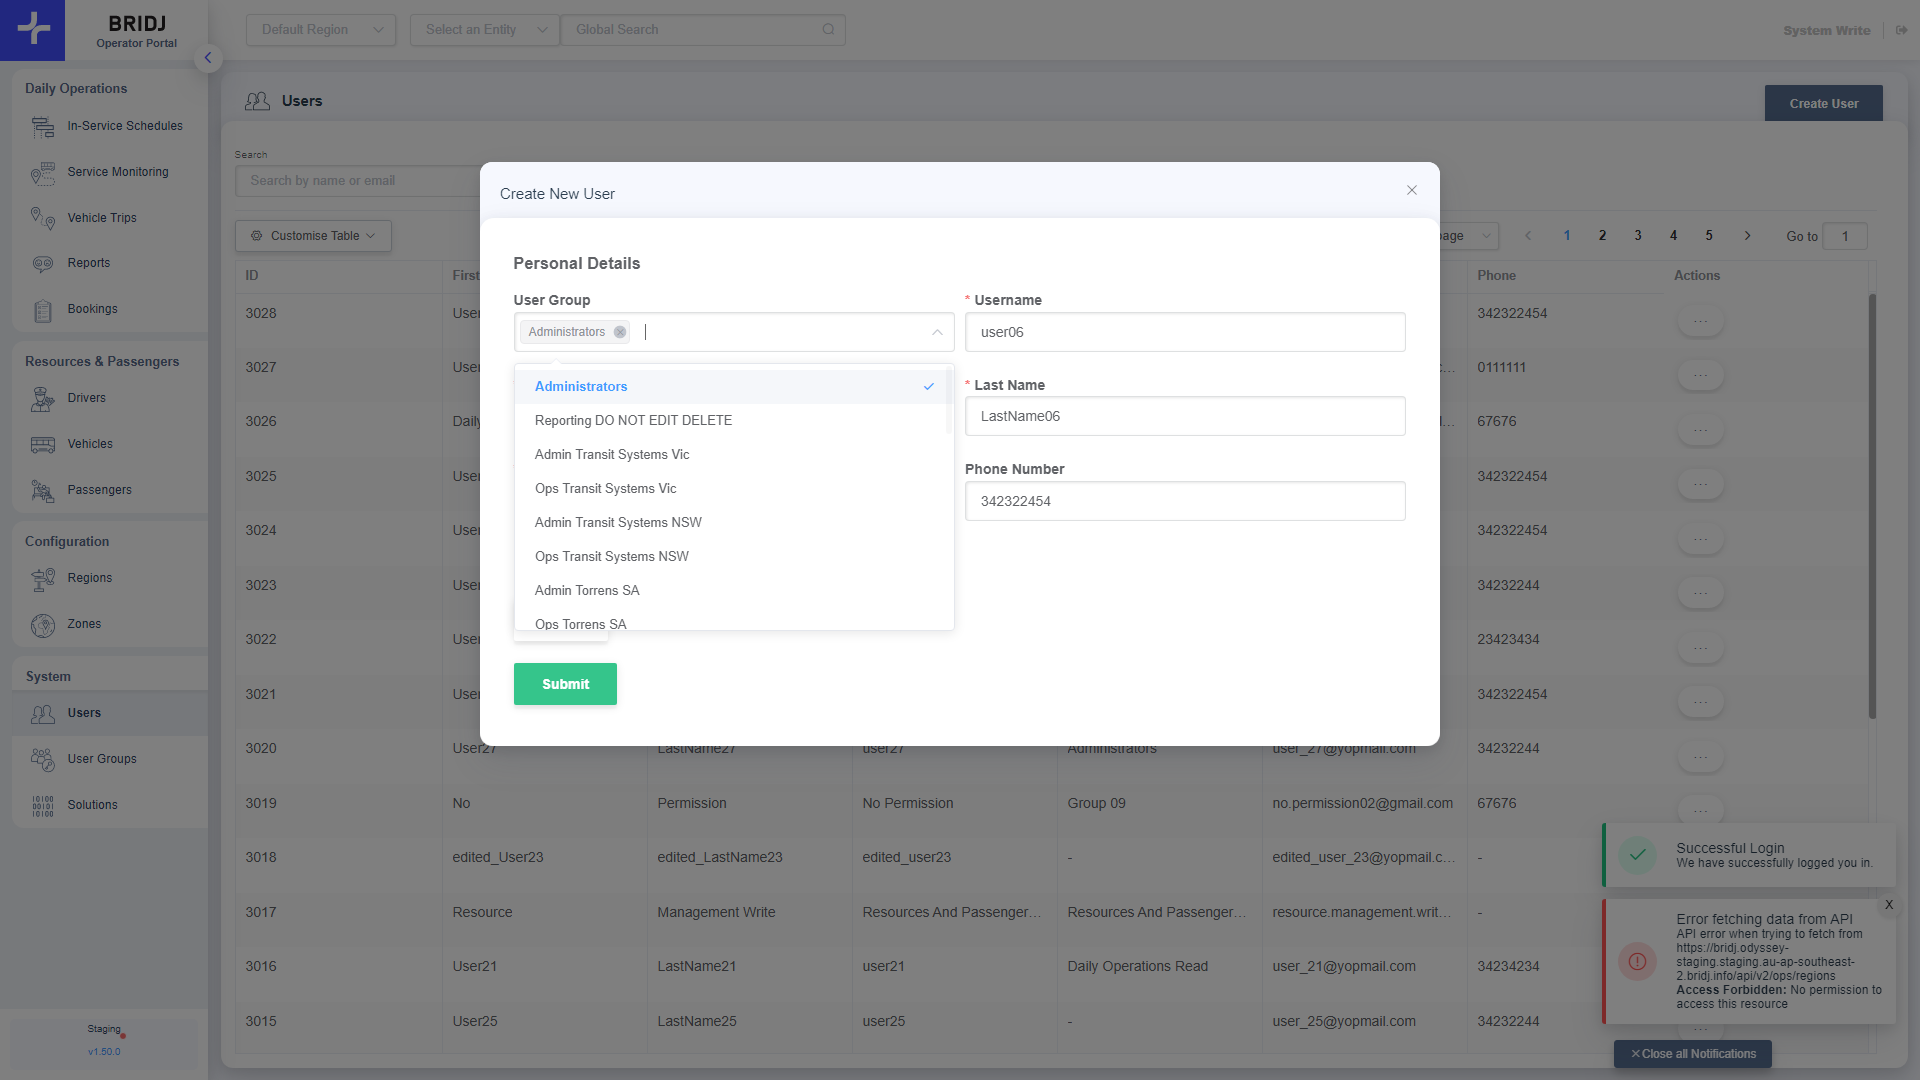 BRIDJ
Operator Portal
Default Region
Select an Entity
Global Search
System Write
Daily Operations
In-Service Schedules
Service Monitoring
Vehicle Trips
Reports
Bookings
Resources & Passengers
Drivers
Vehicles
Passengers
Configuration
Regions
Zones
System
Users
User Groups
Solutions
Staging
v1.50.0
Users
Create User
Search
Search by name or email
Customise Table
1 2 3 4 5 Go to 1
ID
Phone Actions
3028 342322454 ...
3027 0111111 ...
3026 67676 ...
3025 342322454 ...
3024 342322454 ...
3023 34232244 ...
3022 23423434 ...
3021 342322454 ...
3020 User27 LastName27 user27 Administrators user_27@yopmail.com 34232244 ...
3019 No Permission No Permission Group 09 no.permission02@gmail.com 67676 ...
3018 edited_User23 edited_LastName23 edited_user23 - edited_user_23@yopmail.c... -
3017 Resource Management Write Resources And Passenger... Resources And Passenger... resource.management.writ... -
3016 User21 LastName21 user21 Daily Operations Read user_21@yopmail.com 34234234
3015 User25 LastName25 user25 - user_25@yopmail.com 34232244 ...
Create New User
Personal Details
User Group
Administrators
* Username
user06
Administrators
Reporting DO NOT EDIT DELETE
Admin Transit Systems Vic
Ops Transit Systems Vic
Admin Transit Systems NSW
Ops Transit Systems NSW
Admin Torrens SA
Ops Torrens SA
* Last Name
LastName06
Phone Number
342322454
Submit
Successful Login
We have successfully logged you in.
X
Error fetching data from API
API error when trying to fetch from
https://bridj.odyssey-
staging.staging.au-ap-southeast-
2.bridj.info/api/v2/ops/regions
Access Forbidden: No permission to
access this resource
Close all Notifications